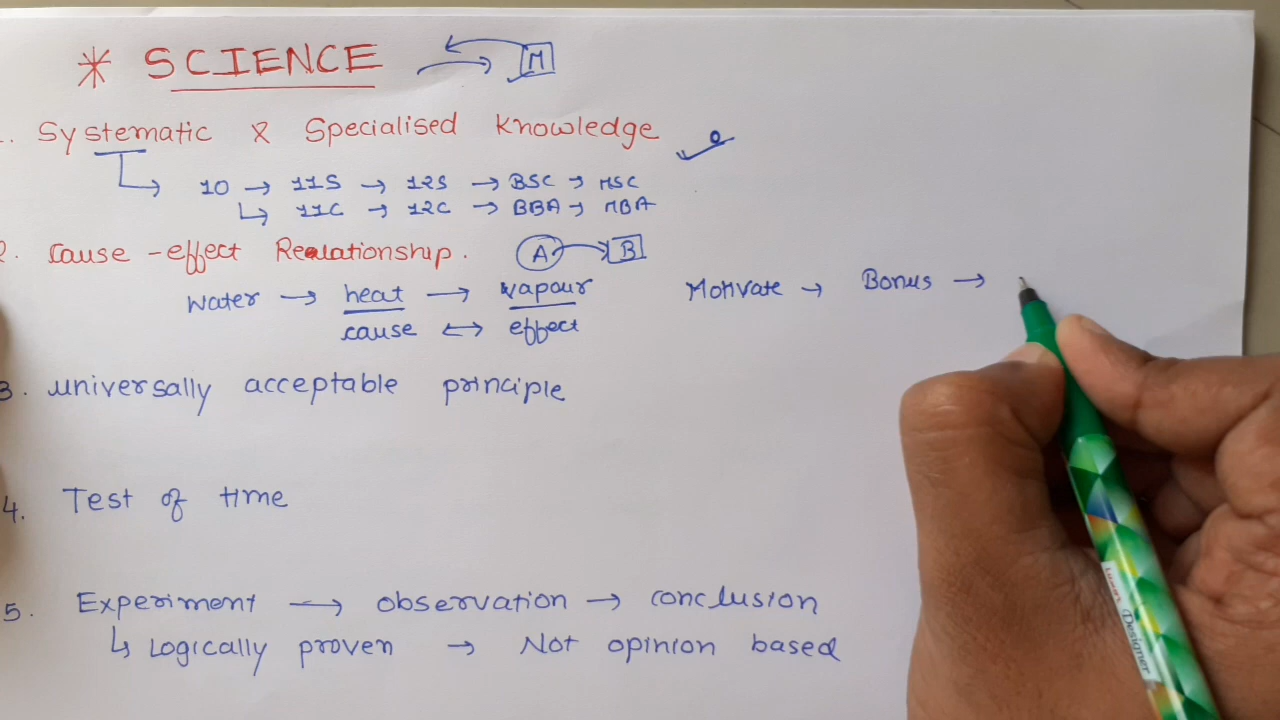 * SCIENCE M
1. Systematic & Specialised Knowledge
10 → 11S → 12S → BSC → MSC
↳ 11C → 12C → BBA → MBA
2. Cause-effect Realationship. A → B
Water → heat → vapour Motivate → Bonus →
cause ↔ effect
3. universally acceptable principle
4. Test of time
5. Experiment → observation → conclusion
↳ Logically proven → Not opinion based
Luxor Designer